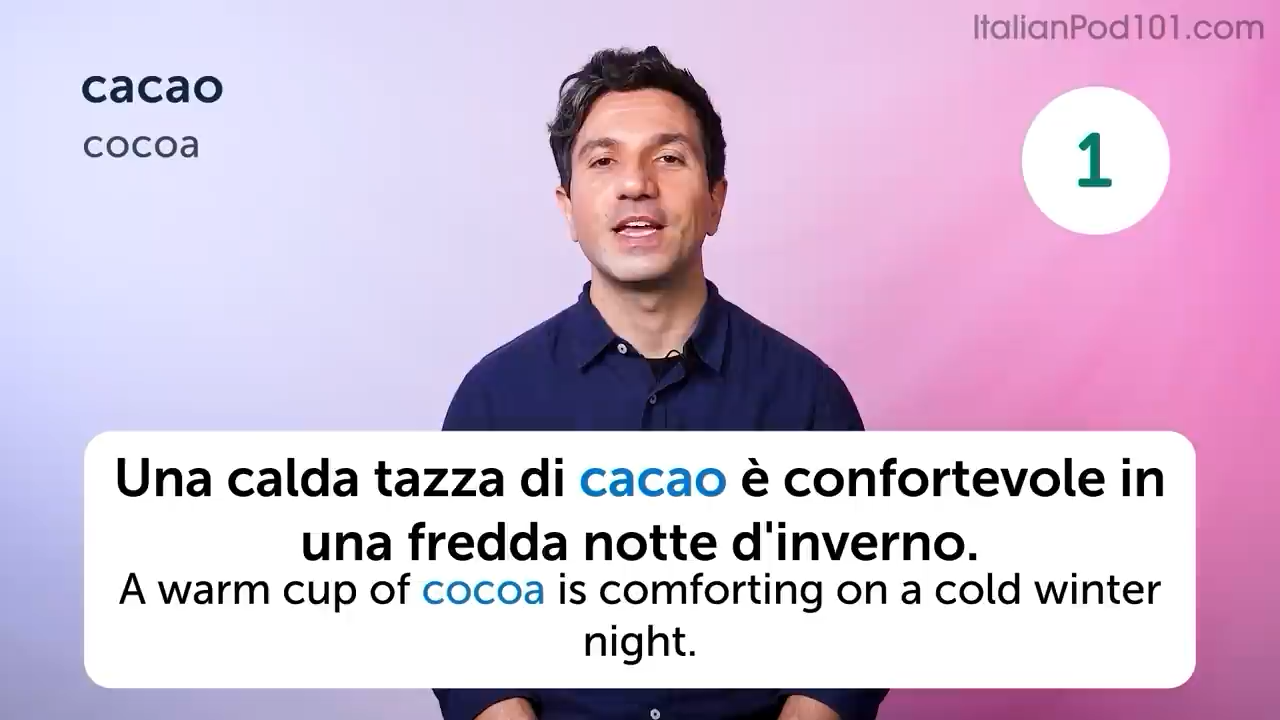 ItalianPod101.com
cacao
cocoa
1
Una calda tazza di cacao è confortevole in
una fredda notte d'inverno.
A warm cup of cocoa is comforting on a cold winter
night.